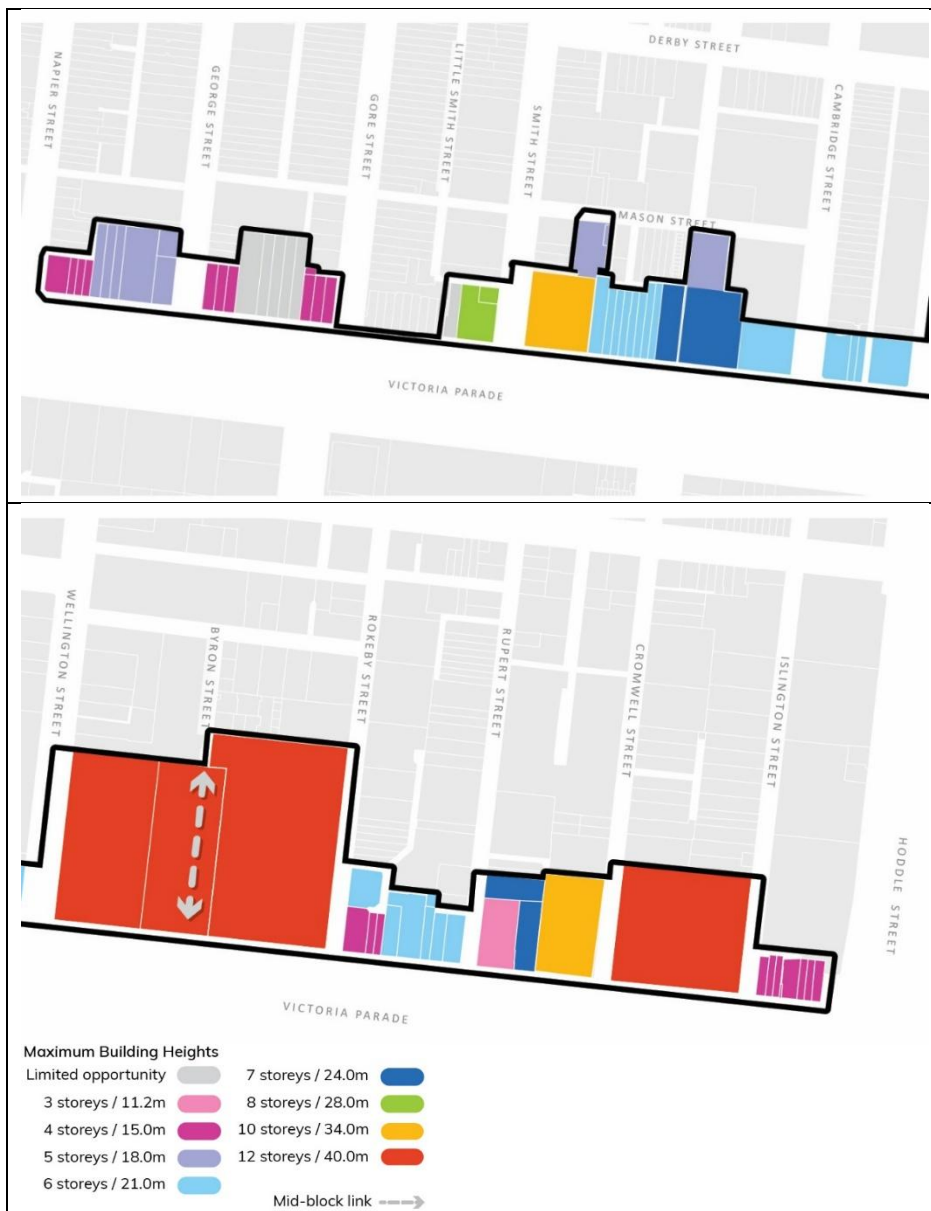 DERBY STREET
NAPIER STREET
GEORGE STREET
GORE STREET
LITTLE SMITH STREET
SMITH STREET
CAMBRIDGE STREET
MASON STREET
VICTORIA PARADE
WELLINGTON STREET
BYRON STREET
ROKEBY STREET
RUPERT STREET
CROMWELL STREET
ISLINGTON STREET
HODDLE STREET
VICTORIA PARADE
Maximum Building Heights
Limited opportunity
3 storeys / 11.2m
4 storeys / 15.0m
5 storeys / 18.0m
6 storeys / 21.0m
7 storeys / 24.0m
8 storeys / 28.0m
10 storeys / 34.0m
12 storeys / 40.0m
Mid-block link